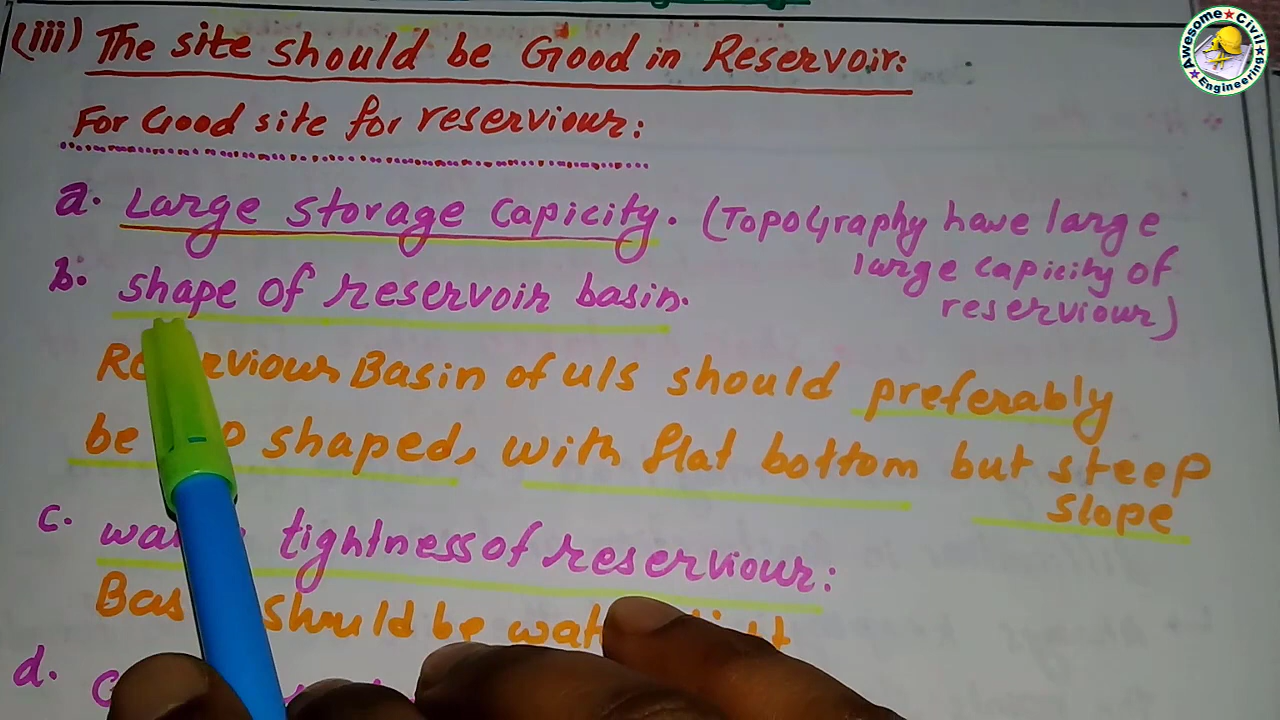 (iii) The site should be Good in Reservoir:
For Good site for reserviour:
a. Large storage capicity. (Topography have large
large capicity of
reserviour)
b. shape of reservoir basin.
Basin of u/s should preferably
be shaped, with flat bottom but steep
slope
c. tightness of reserviour:
should be
d.
Awesome Civil Engineering